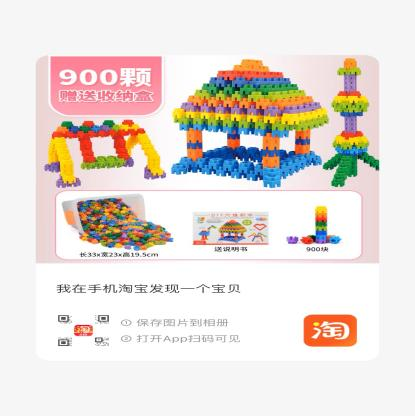 900颗
赠送收纳盒
长33x宽23x高19.5cm
送说明书
900块
我在手机淘宝发现一个宝贝
① 保存图片到相册
② 打开App扫码可见
淘